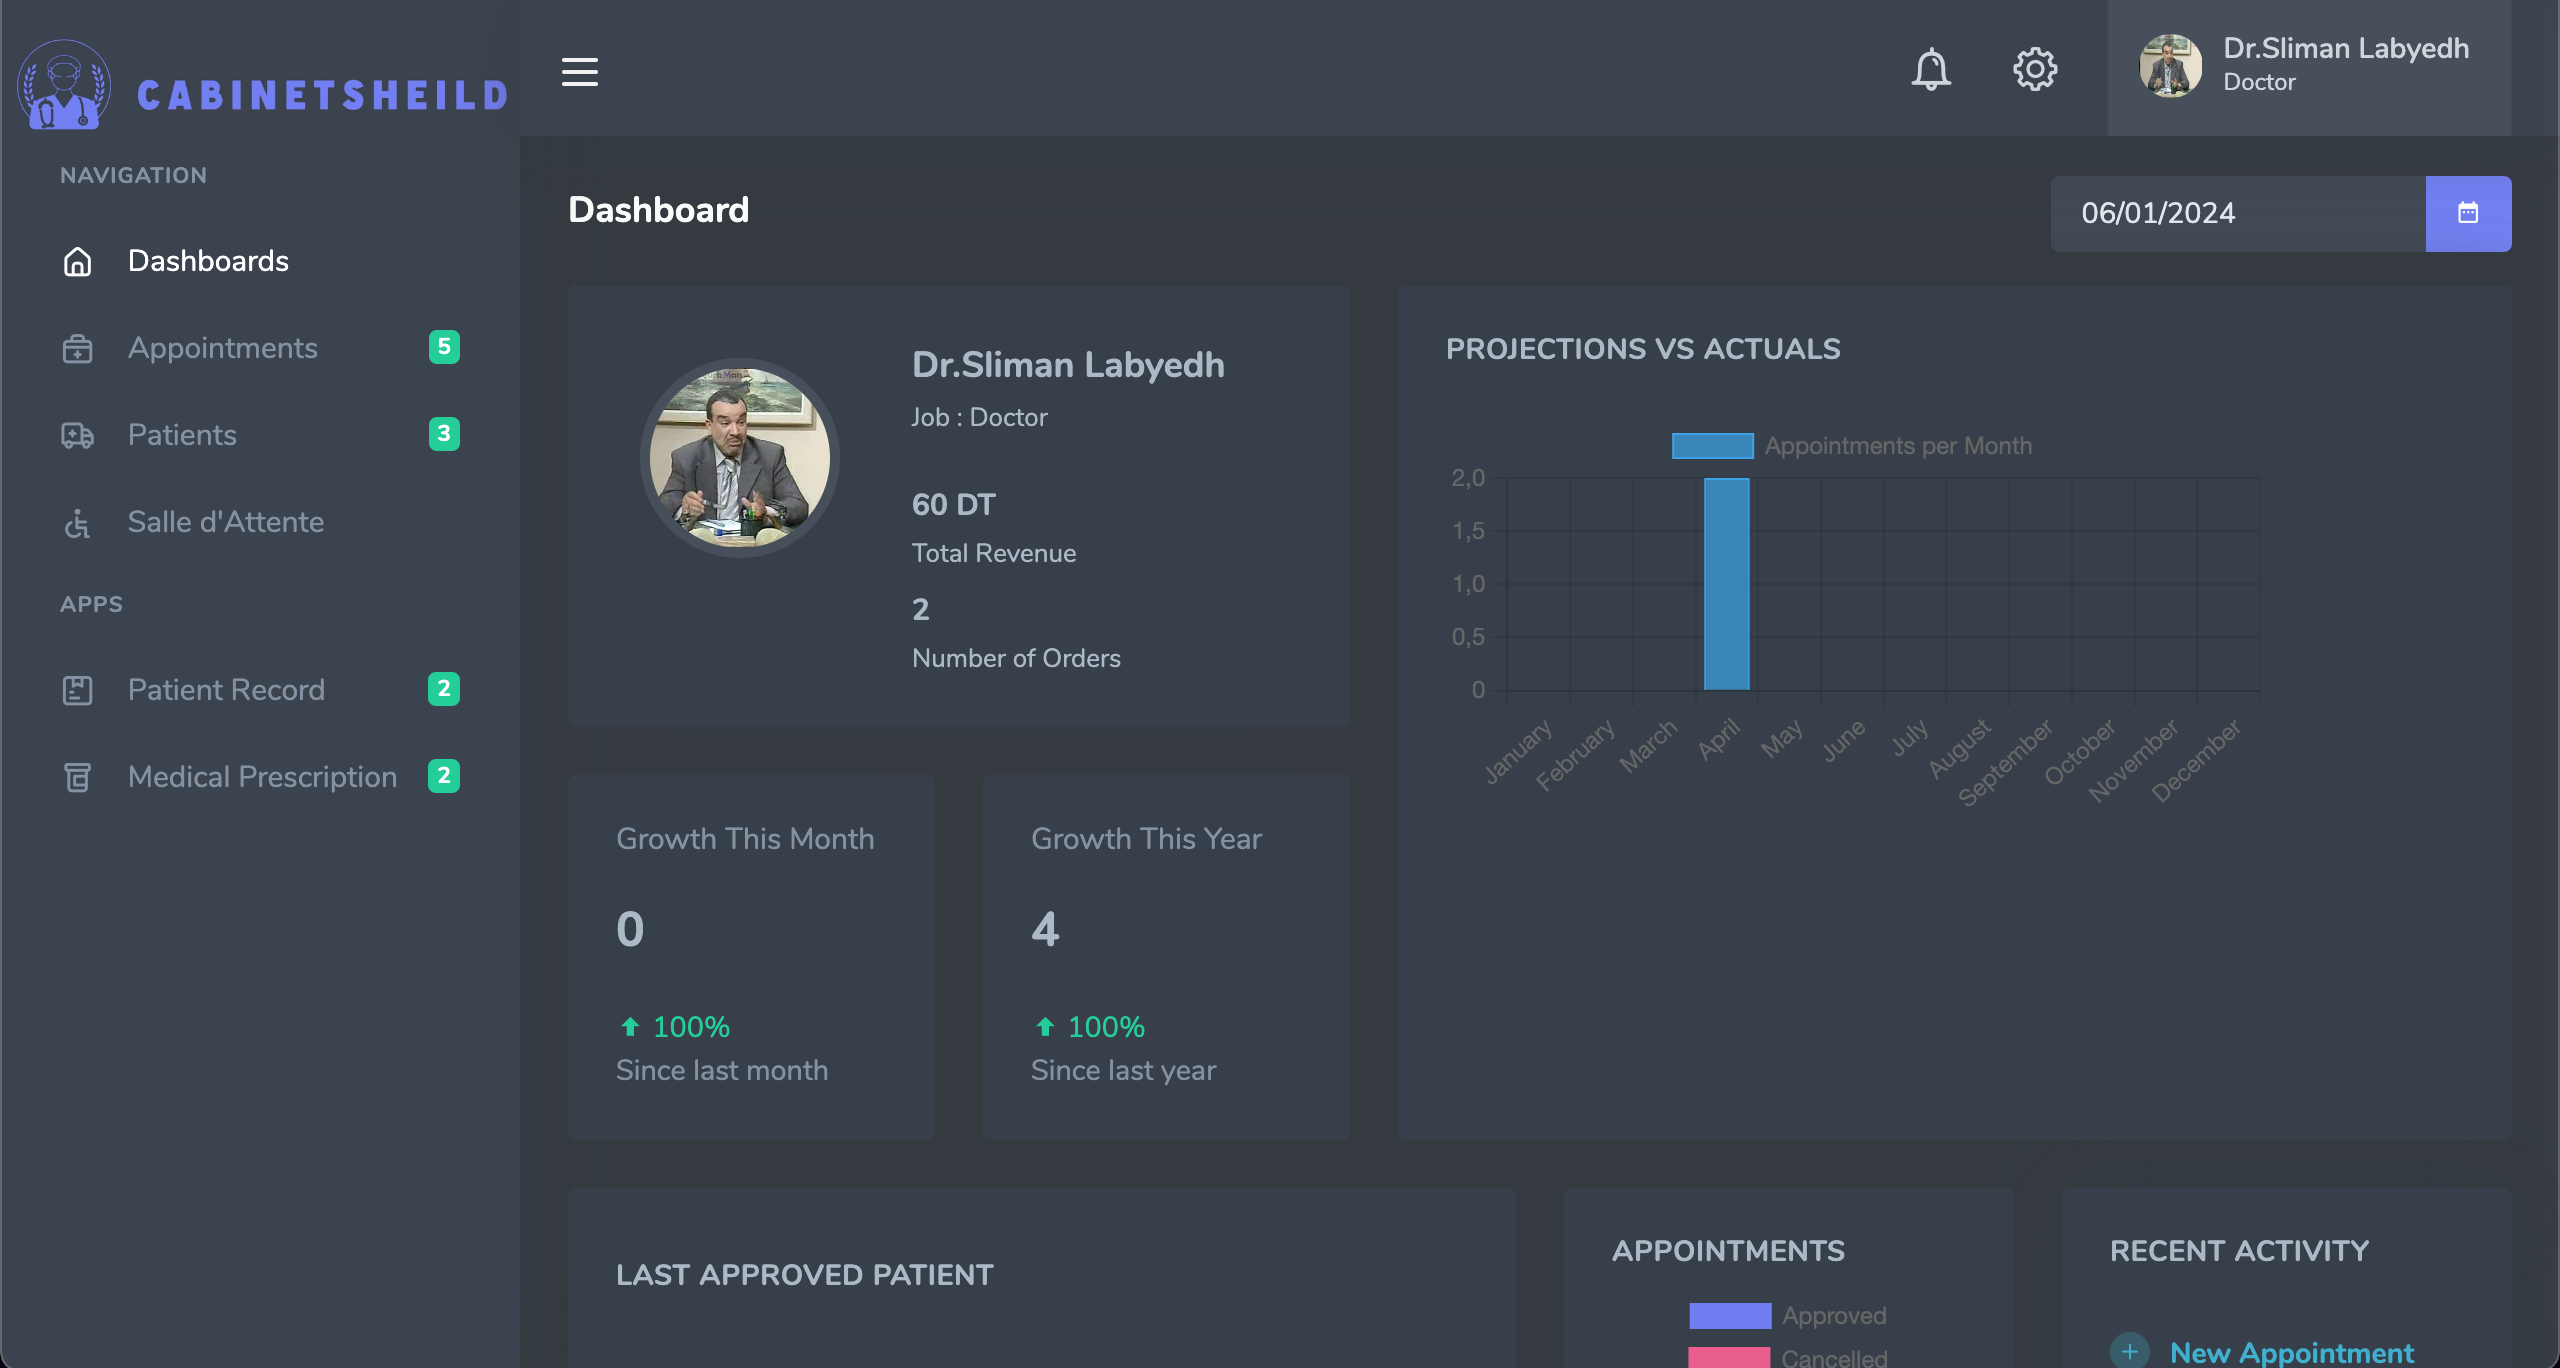 CABINETSHEILD
NAVIGATION
Dashboards
Appointments 5
Patients 3
Salle d'Attente
APPS
Patient Record 2
Medical Prescription 2
Dr.Sliman Labyedh
Doctor
Dashboard
06/01/2024
Dr.Sliman Labyedh
Job : Doctor
60 DT
Total Revenue
2
Number of Orders
PROJECTIONS VS ACTUALS
Appointments per Month
2,0
1,5
1,0
0,5
0
January
February
March
April
May
June
July
August
September
October
November
December
Growth This Month
0
100%
Since last month
Growth This Year
4
100%
Since last year
LAST APPROVED PATIENT
APPOINTMENTS
Approved
Cancelled
RECENT ACTIVITY
New Appointment